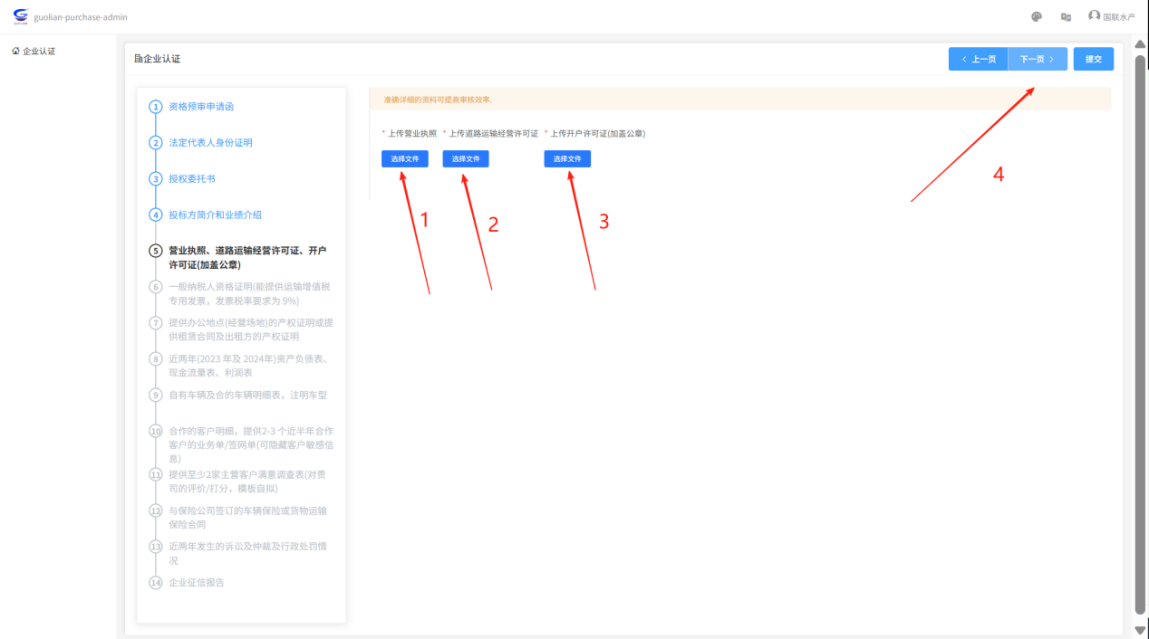 guolian-purchase-admin
国联水产
企业认证
企业认证
上一页
下一页
提交
1 资格预审申请函
2 法定代表人身份证明
3 授权委托书
4 投标方简介和业绩介绍
5 营业执照、道路运输经营许可证、开户
许可证(加盖公章)
6 一般纳税人资格证明(能提供运输增值税
专用发票，发票税率要求为 9%)
7 提供办公地点(经营场地)的产权证明或提
供租赁合同及出租方的产权证明
8 近两年(2023 年及 2024年)资产负债表、
现金流量表、利润表
9 自有车辆及合的车辆明细表，注明车型
10 合作的客户明细，提供2-3 个近半年合作
客户的业务单/签网单(可隐藏客户敏感信
息)
11 提供至少2家主营客户满意调查表(对贵
司的评价/打分，模板自拟)
12 与保险公司签订的车辆保险或货物运输
保险合同
13 近两年发生的诉讼及仲裁及行政处罚情
况
14 企业征信报告
准确详细的资料可提高审核效率。
* 上传营业执照 * 上传道路运输经营许可证 * 上传开户许可证(加盖公章)
选择文件 选择文件 选择文件
1 2 3
4